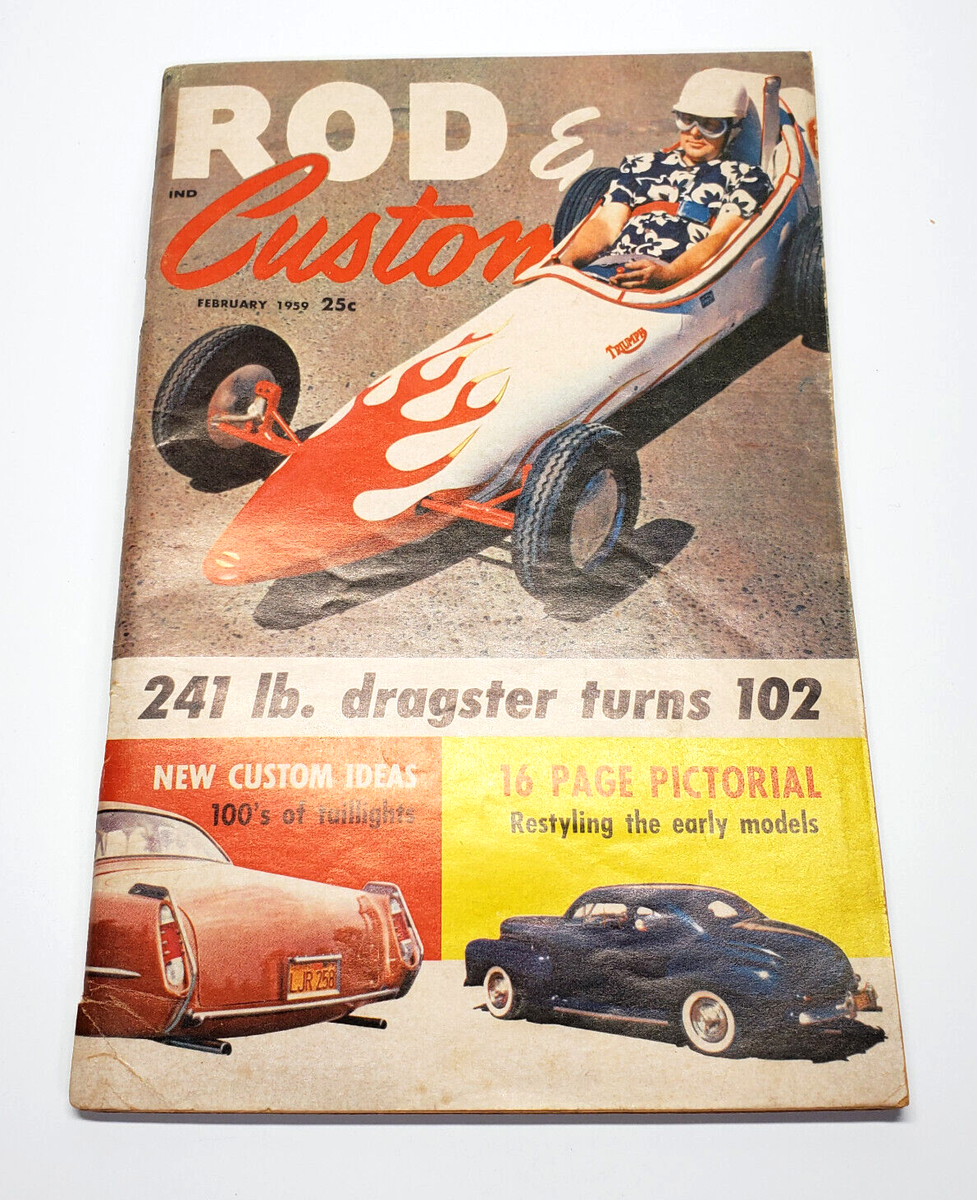 ROD &
IND
Custom
FEBRUARY 1959 25c
TRIUMPH
241 lb. dragster turns 102
NEW CUSTOM IDEAS
100's of taillights
16 PAGE PICTORIAL
Restyling the early models
LJR 258